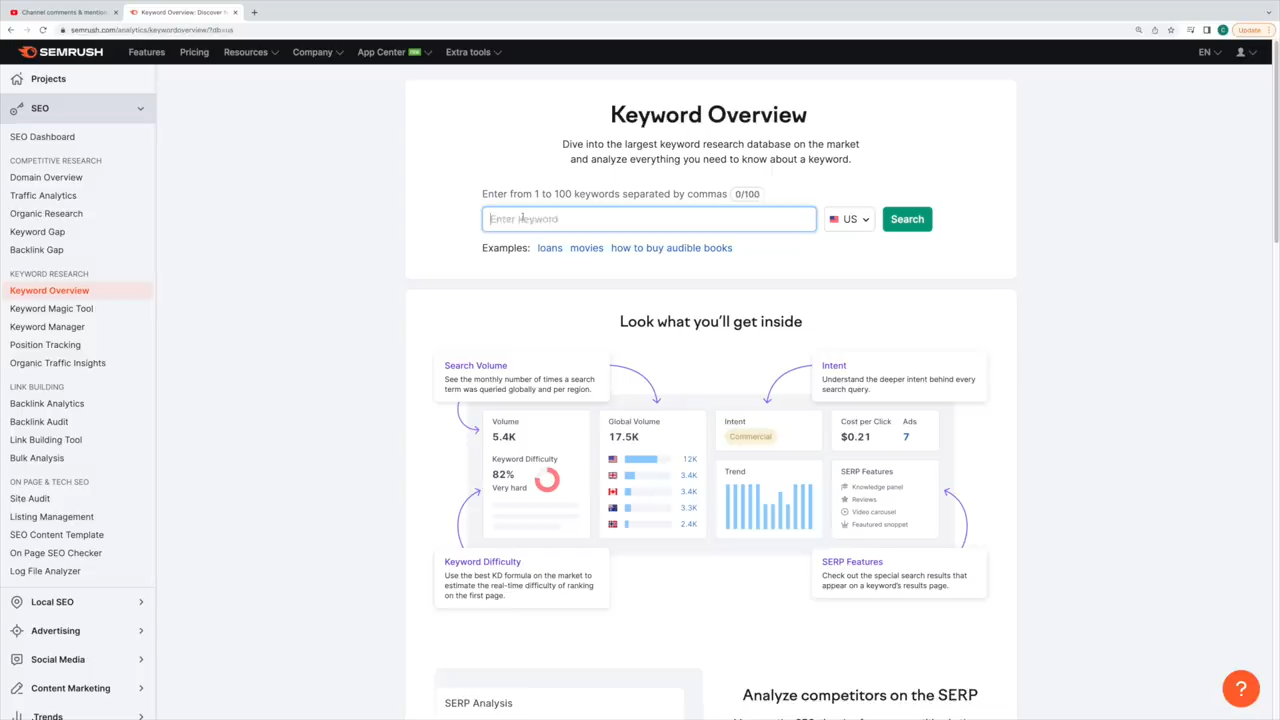 Channel comments & mention
Keyword Overview: Discover
semrush.com/analytics/keywordoverview/?db=us
C
Update
SEMRUSH
Features
Pricing
Resources
Company
App Center NEW
Extra tools
EN
Projects
SEO
SEO Dashboard
COMPETITIVE RESEARCH
Domain Overview
Traffic Analytics
Organic Research
Keyword Gap
Backlink Gap
KEYWORD RESEARCH
Keyword Overview
Keyword Magic Tool
Keyword Manager
Position Tracking
Organic Traffic Insights
LINK BUILDING
Backlink Analytics
Backlink Audit
Link Building Tool
Bulk Analysis
ON PAGE & TECH SEO
Site Audit
Listing Management
SEO Content Template
On Page SEO Checker
Log File Analyzer
Local SEO
Advertising
Social Media
Content Marketing
.Trends
Keyword Overview
Dive into the largest keyword research database on the market
and analyze everything you need to know about a keyword.
Enter from 1 to 100 keywords separated by commas 0/100
Enter keyword
US
Search
Examples: loans movies how to buy audible books
Look what you'll get inside
Search Volume
See the monthly number of times a search
term was queried globally and per region.
Intent
Understand the deeper intent behind every
search query.
Volume
5.4K
Keyword Difficulty
82%
Very hard
Global Volume
17.5K
12K
3.4K
3.4K
3.3K
2.4K
Intent
Commercial
Trend
Cost per Click Ads
$0.21 7
SERP Features
Knowledge panel
Reviews
Video carousel
Feautured snoppet
Keyword Difficulty
Use the best KD formula on the market to
estimate the real-time difficulty of ranking
on the first page.
SERP Features
Check out the special search results that
appear on a keyword's results page.
SERP Analysis
Analyze competitors on the SERP
?